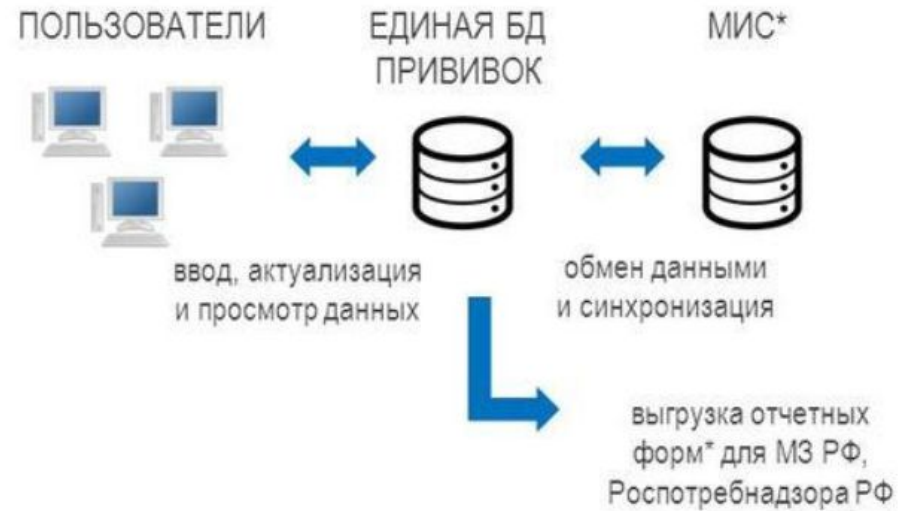 ПОЛЬЗОВАТЕЛИ
ЕДИНАЯ БД
ПРИВИВОК
МИС*
ввод, актуализация
и просмотр данных
обмен данными
и синхронизация
выгрузка отчетных
форм* для МЗ РФ,
Роспотребнадзора РФ